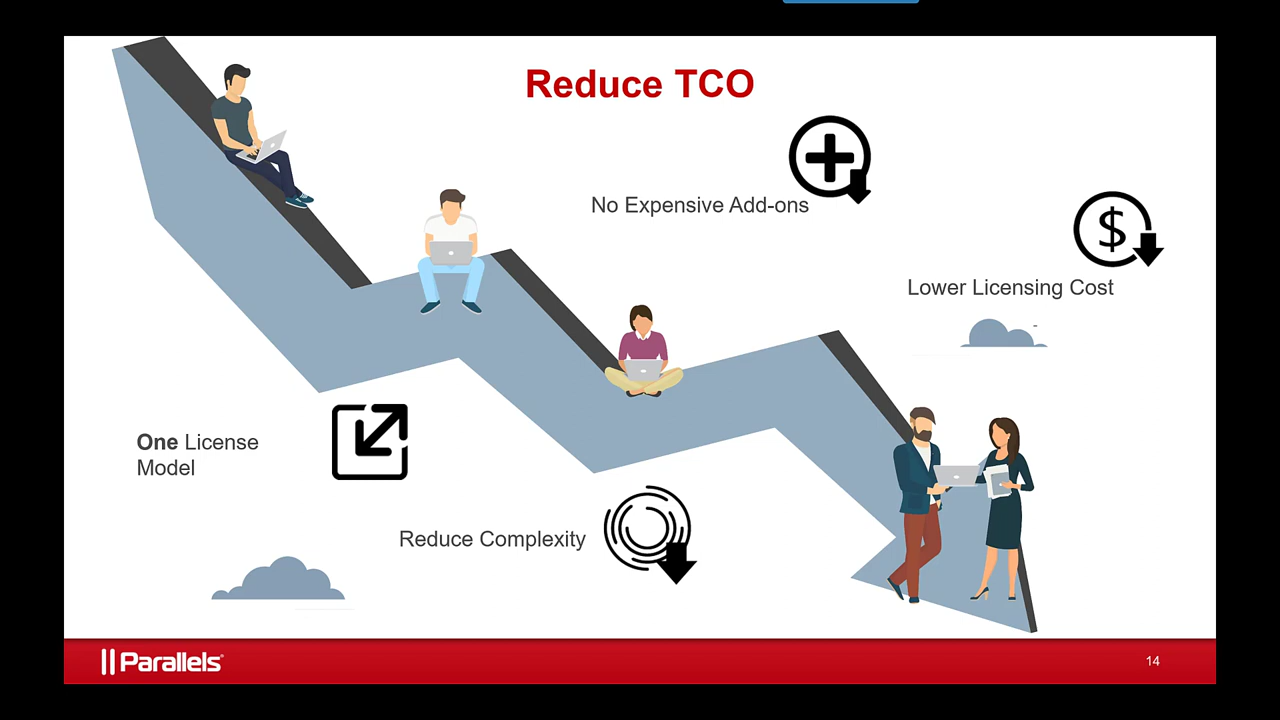 Reduce TCO
No Expensive Add-ons
$
Lower Licensing Cost
One License
Model
Reduce Complexity
Parallels®
14